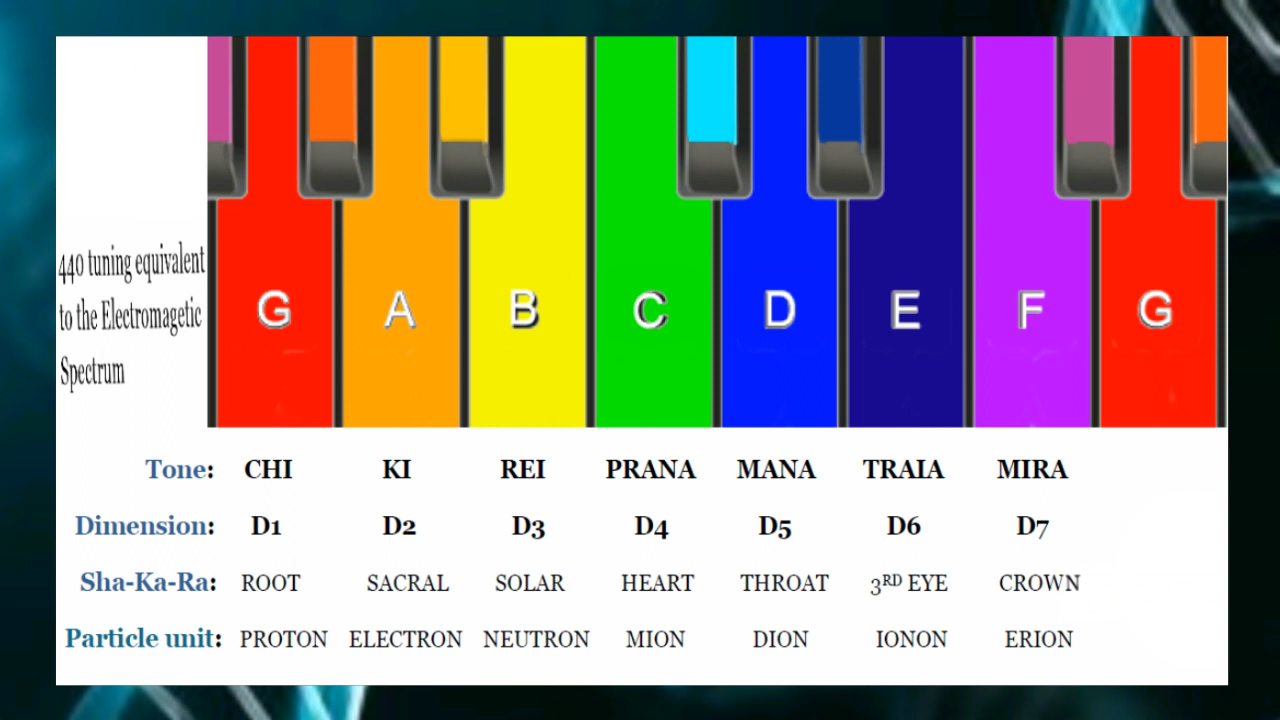 440 tuning equivalent
to the Electromagetic
Spectrum
G A B C D E F G
Tone: CHI KI REI PRANA MANA TRAIA MIRA
Dimension: D1 D2 D3 D4 D5 D6 D7
Sha-Ka-Ra: ROOT SACRAL SOLAR HEART THROAT 3RD EYE CROWN
Particle unit: PROTON ELECTRON NEUTRON MION DION IONON ERION